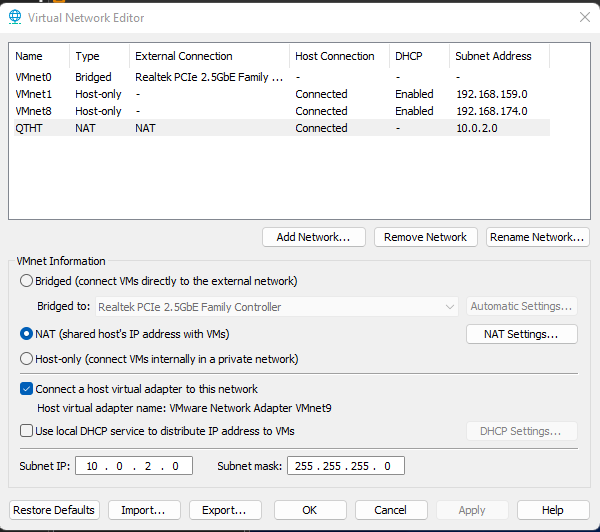 Virtual Network Editor
Name Type External Connection Host Connection DHCP Subnet Address
VMnet0 Bridged Realtek PCIe 2.5GbE Family ... - - -
VMnet1 Host-only - Connected Enabled 192.168.159.0
VMnet8 Host-only - Connected Enabled 192.168.174.0
QTHT NAT NAT Connected - 10.0.2.0
Add Network... Remove Network Rename Network...
VMnet Information
Bridged (connect VMs directly to the external network)
Bridged to: Realtek PCIe 2.5GbE Family Controller Automatic Settings...
NAT (shared host's IP address with VMs) NAT Settings...
Host-only (connect VMs internally in a private network)
Connect a host virtual adapter to this network
Host virtual adapter name: VMware Network Adapter VMnet9
Use local DHCP service to distribute IP address to VMs DHCP Settings...
Subnet IP: 10 . 0 . 2 . 0 Subnet mask: 255 . 255 . 255 . 0
Restore Defaults Import... Export... OK Cancel Apply Help